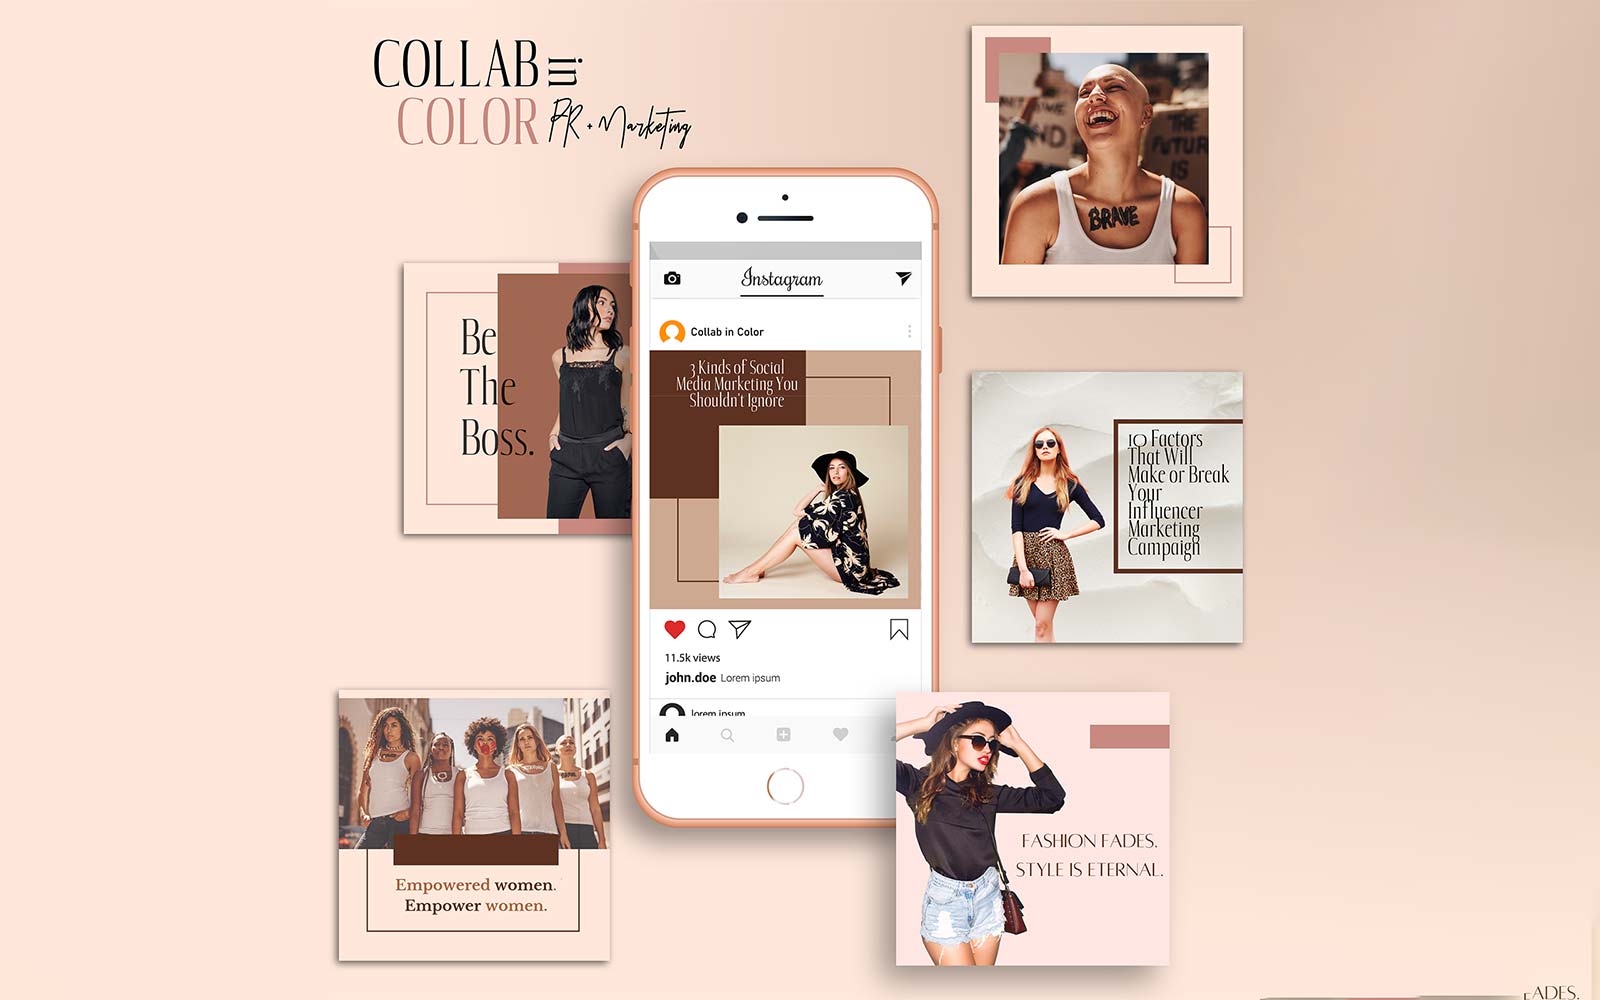 COLLAB in
COLOR PR + Marketing
BRAVE
THE
FUTUR
IS
Be
The
Boss.
Instagram
Collab in Color
3 Kinds of Social
Media Marketing You
Shouldn't Ignore
11.5k views
john.doe Lorem ipsum
lorem ipsum
10 Factors
That Will
Make or Break
Your
Influencer
Marketing
Campaign
Empowered women.
Empower women.
FASHION FADES.
STYLE IS ETERNAL.
FADES.